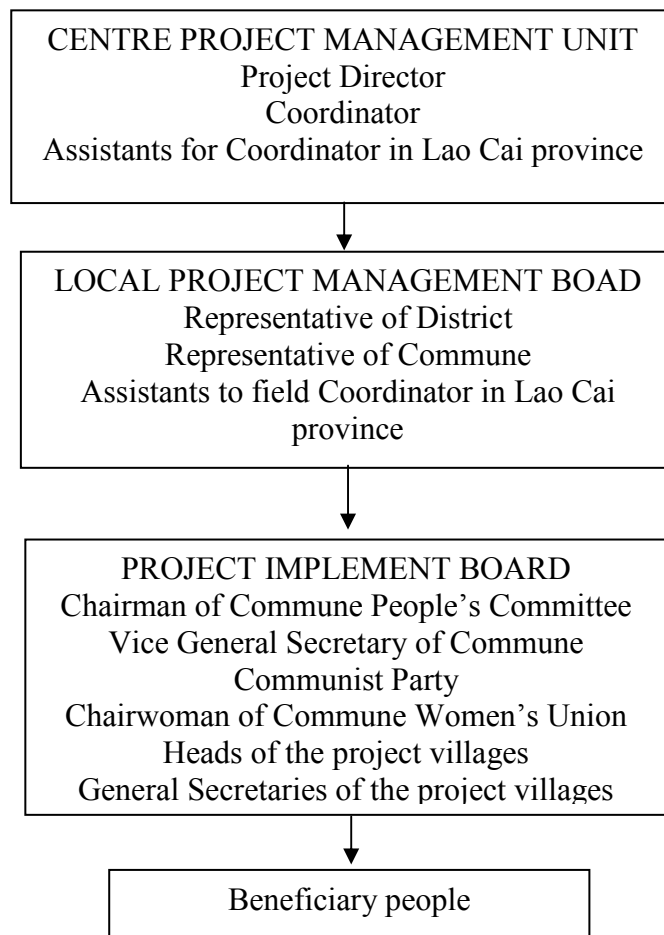 CENTRE PROJECT MANAGEMENT UNIT
Project Director
Coordinator
Assistants for Coordinator in Lao Cai province
LOCAL PROJECT MANAGEMENT BOAD
Representative of District
Representative of Commune
Assistants to field Coordinator in Lao Cai
province
PROJECT IMPLEMENT BOARD
Chairman of Commune People’s Committee
Vice General Secretary of Commune
Communist Party
Chairwoman of Commune Women’s Union
Heads of the project villages
General Secretaries of the project villages
Beneficiary people